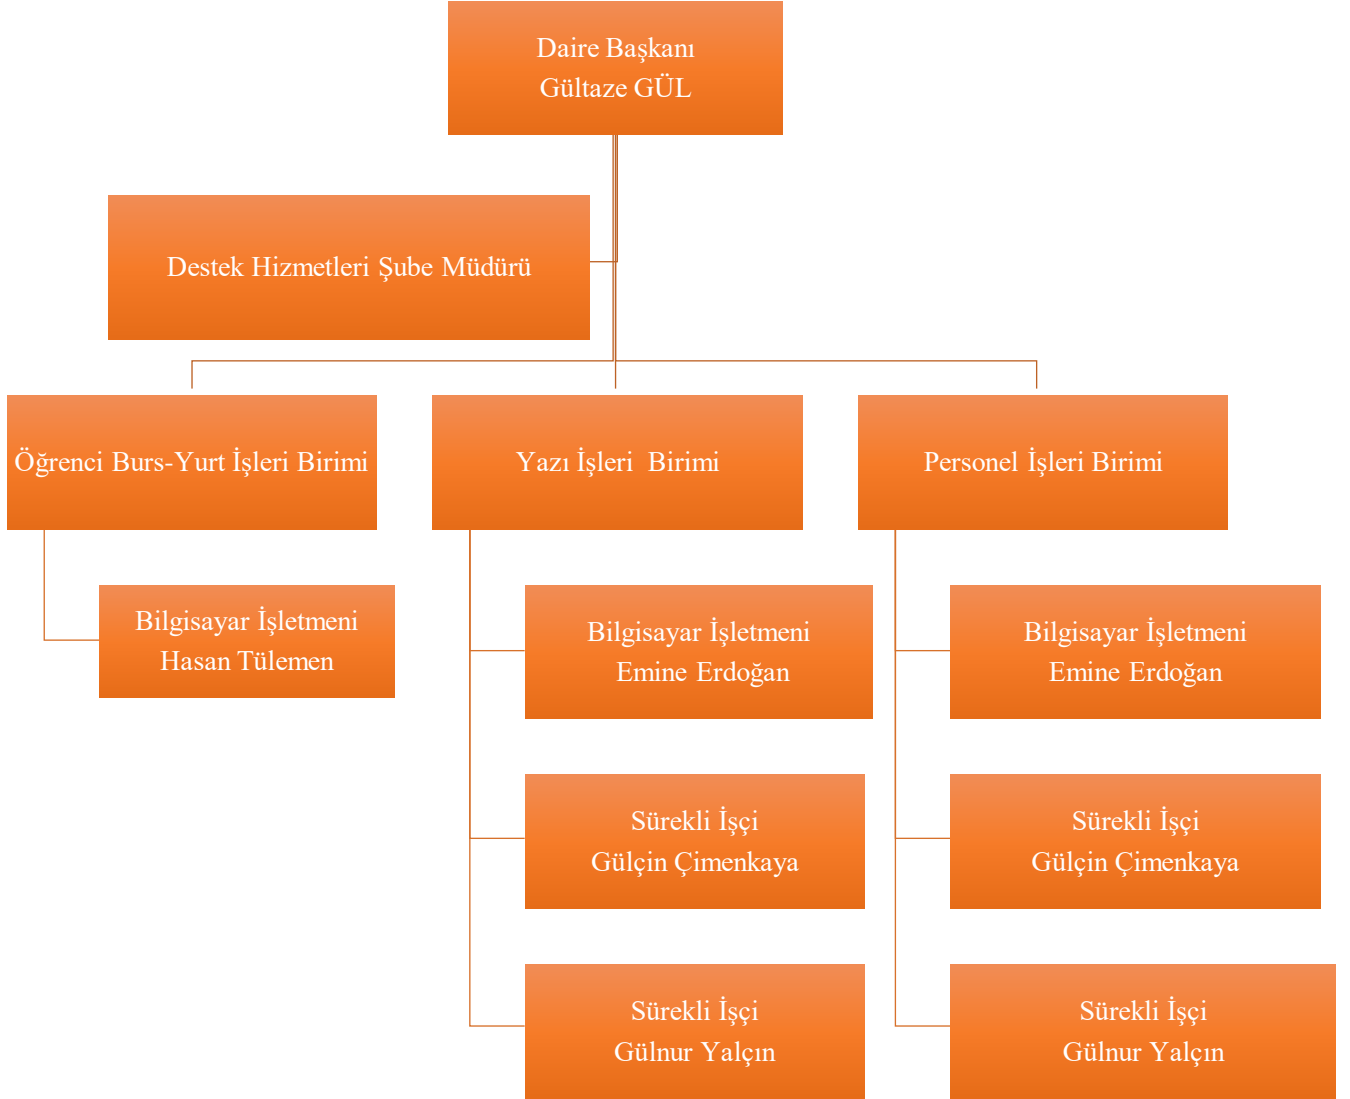 Daire Başkanı
Gültaze GÜL
Destek Hizmetleri Şube Müdürü
Öğrenci Burs-Yurt İşleri Birimi
Yazı İşleri  Birimi
Personel İşleri Birimi
Bilgisayar İşletmeni
Hasan Tülemen
Bilgisayar İşletmeni
Emine Erdoğan
Bilgisayar İşletmeni
Emine Erdoğan
Sürekli İşçi
Gülçin Çimenkaya
Sürekli İşçi
Gülçin Çimenkaya
Sürekli İşçi
Gülnur Yalçın
Sürekli İşçi
Gülnur Yalçın